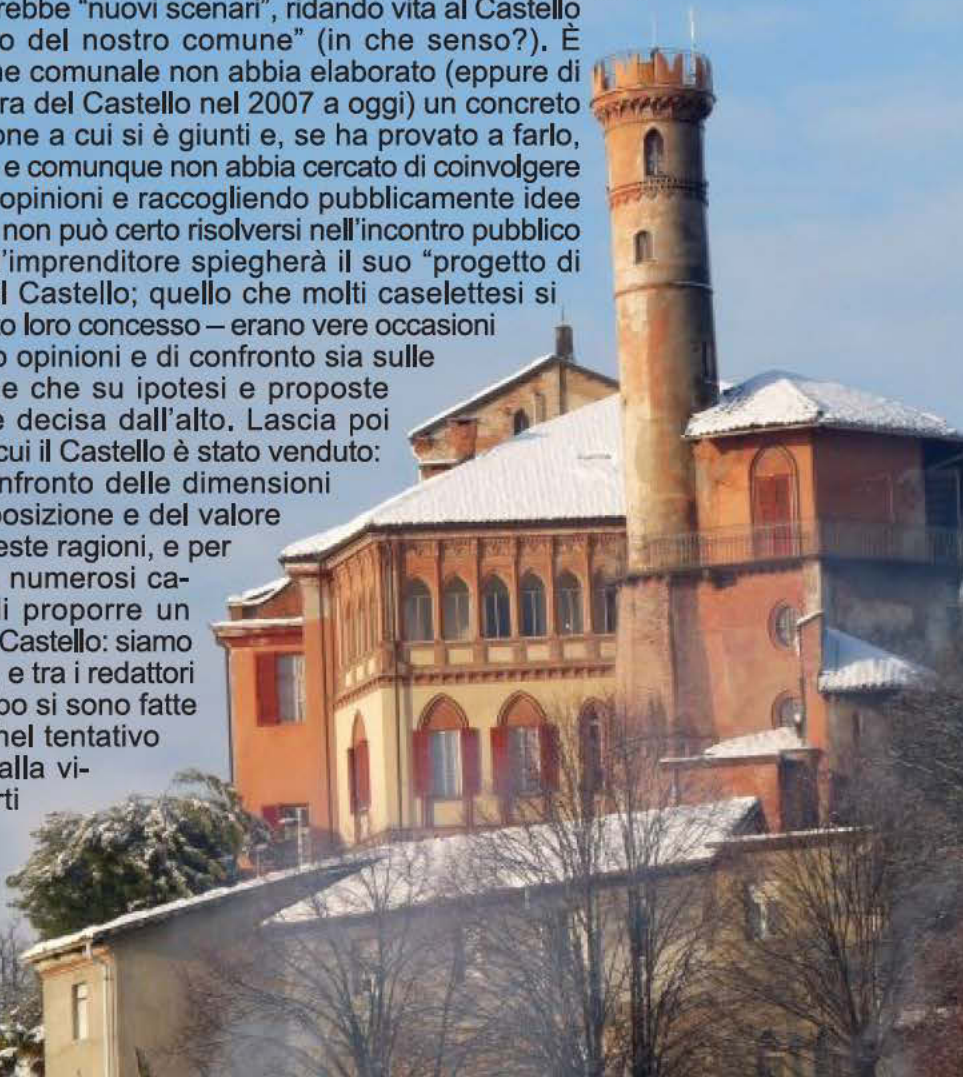 rebbe “nuovi scenari”, ridando vita al Castello
o del nostro comune” (in che senso?). È
ne comunale non abbia elaborato (eppure di
ra del Castello nel 2007 a oggi) un concreto
one a cui si è giunti e, se ha provato a farlo,
e comunque non abbia cercato di coinvolgere
opinioni e raccogliendo pubblicamente idee
non può certo risolversi nell'incontro pubblico
l'imprenditore spiegherà il suo “progetto di
l Castello; quello che molti caselettesi si
o loro concesso – erano vere occasioni
o opinioni e di confronto sia sulle
e che su ipotesi e proposte
e decisa dall'alto. Lascia poi
cui il Castello è stato venduto:
nfronto delle dimensioni
posizione e del valore
este ragioni, e per
numerosi ca-
di proporre un
Castello: siamo
e tra i redattori
po si sono fatte
nel tentativo
alla vi-
rti